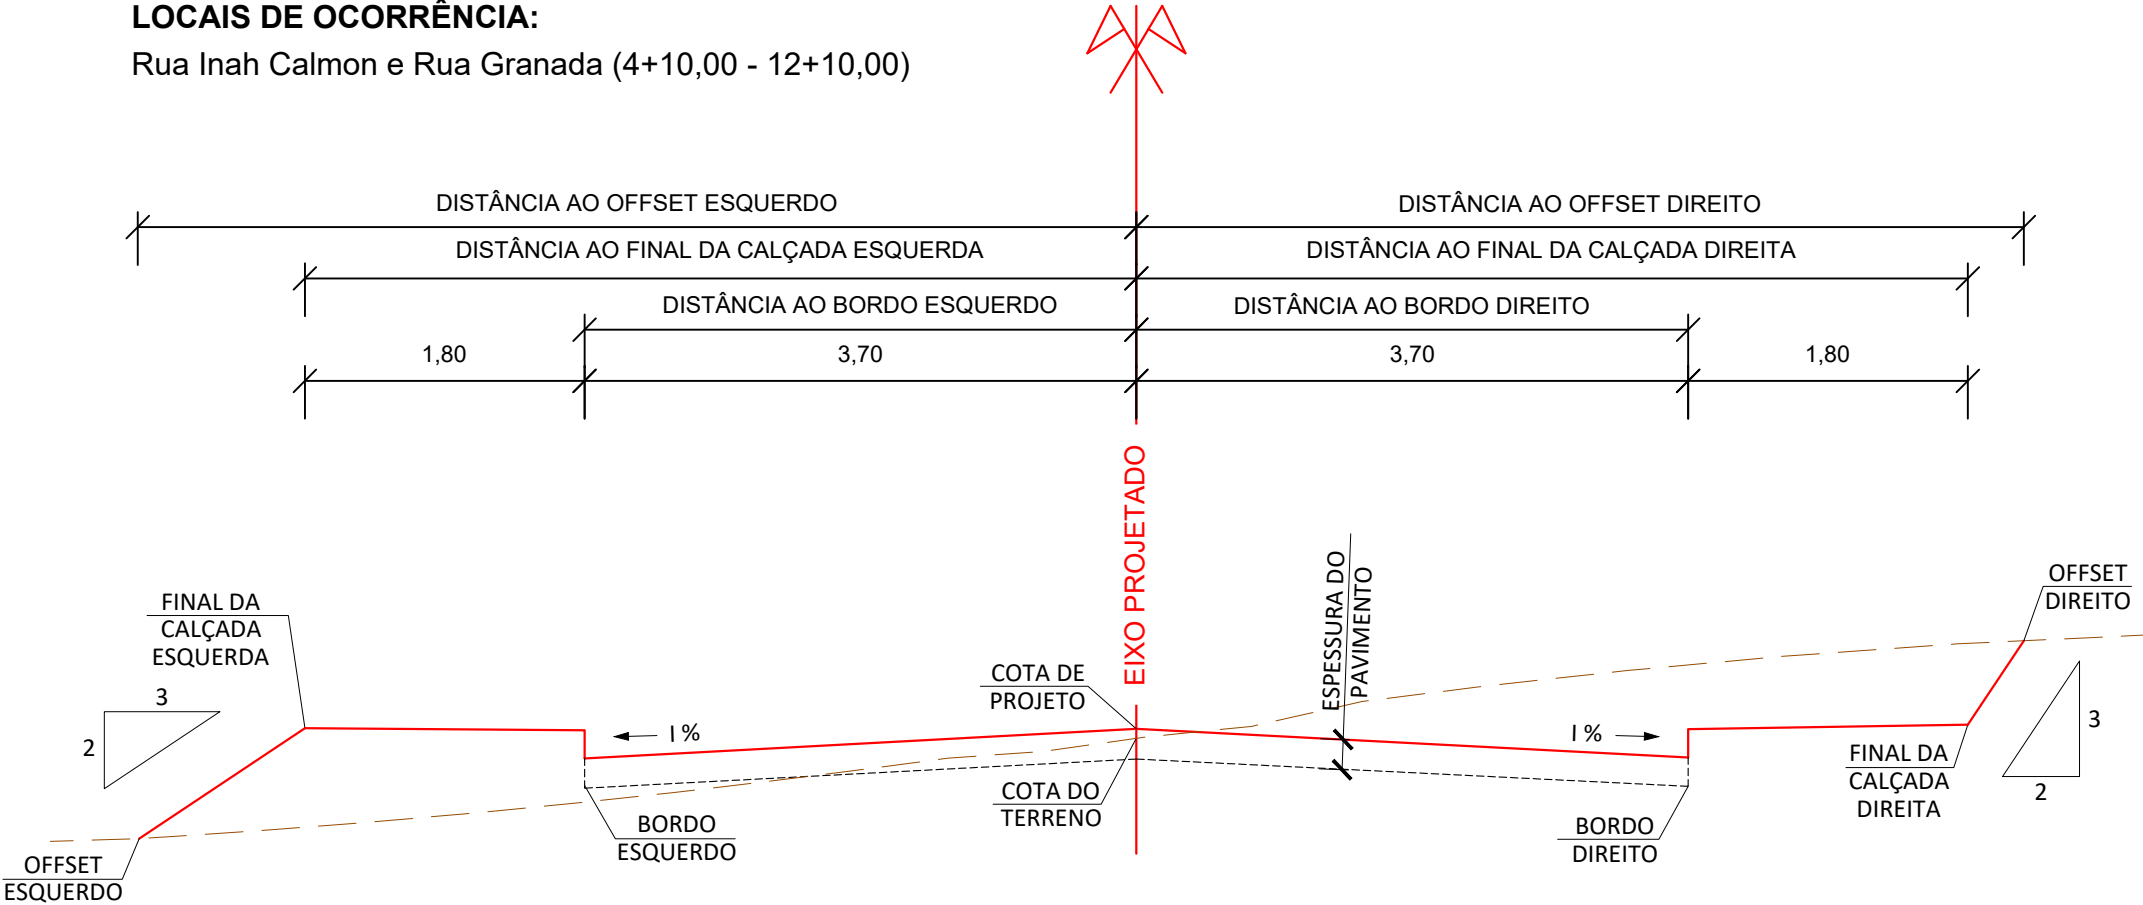 LOCAIS DE OCORRÊNCIA:
Rua Inah Calmon e Rua Granada (4+10,00 - 12+10,00)
DISTÂNCIA AO OFFSET ESQUERDO
DISTÂNCIA AO OFFSET DIREITO
DISTÂNCIA AO FINAL DA CALÇADA ESQUERDA
DISTÂNCIA AO FINAL DA CALÇADA DIREITA
DISTÂNCIA AO BORDO ESQUERDO
DISTÂNCIA AO BORDO DIREITO
1,80
3,70
3,70
1,80
EIXO PROJETADO
FINAL DA
CALÇADA
ESQUERDA
3
2
I %
COTA DE
PROJETO
ESPESSURA DO
PAVIMENTO
I %
OFFSET
DIREITO
3
2
FINAL DA
CALÇADA
DIREITA
COTA DO
TERRENO
BORDO
ESQUERDO
BORDO
DIREITO
OFFSET
ESQUERDO